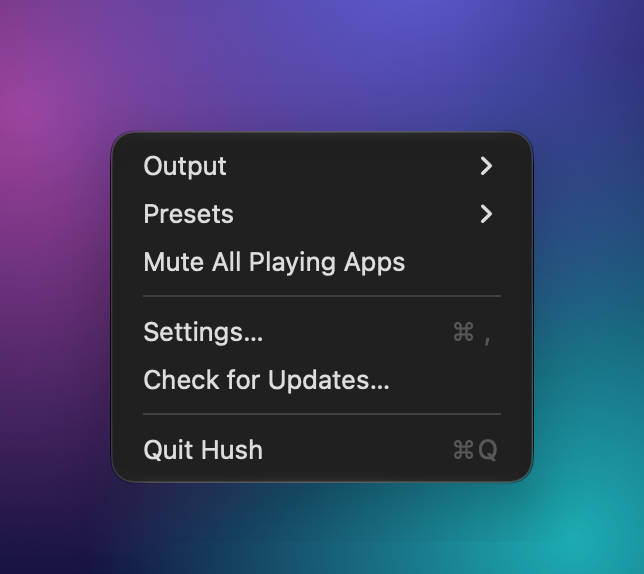 Output
Presets
Mute All Playing Apps
Settings... ⌘ ,
Check for Updates...
Quit Hush ⌘Q